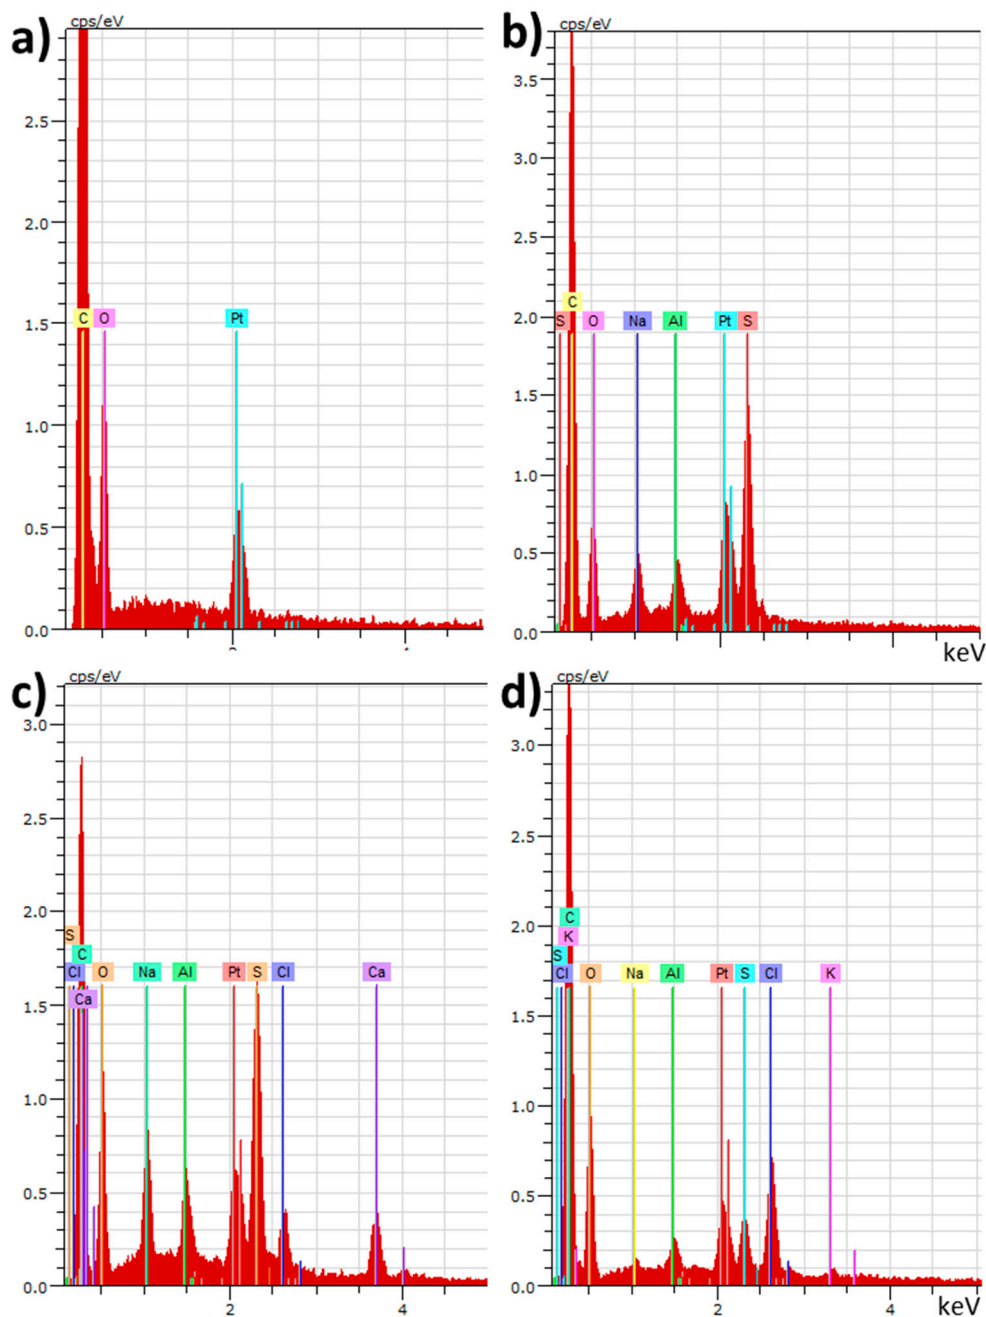 a)
cps/eV
2.5
2.0
1.5
1.0
0.5
0.0
C O Pt
b)
cps/eV
3.5
3.0
2.5
2.0
1.5
1.0
0.5
0.0
C
S O Na Al Pt S
keV
c)
cps/eV
3.0
2.5
2.0
1.5
1.0
0.5
0.0
S
C
Cl O Na Al Pt S Cl Ca
Ca
2 4
d)
cps/eV
3.0
2.5
2.0
1.5
1.0
0.5
0.0
C
K
S
Cl O Na Al Pt S Cl K
2 4
keV